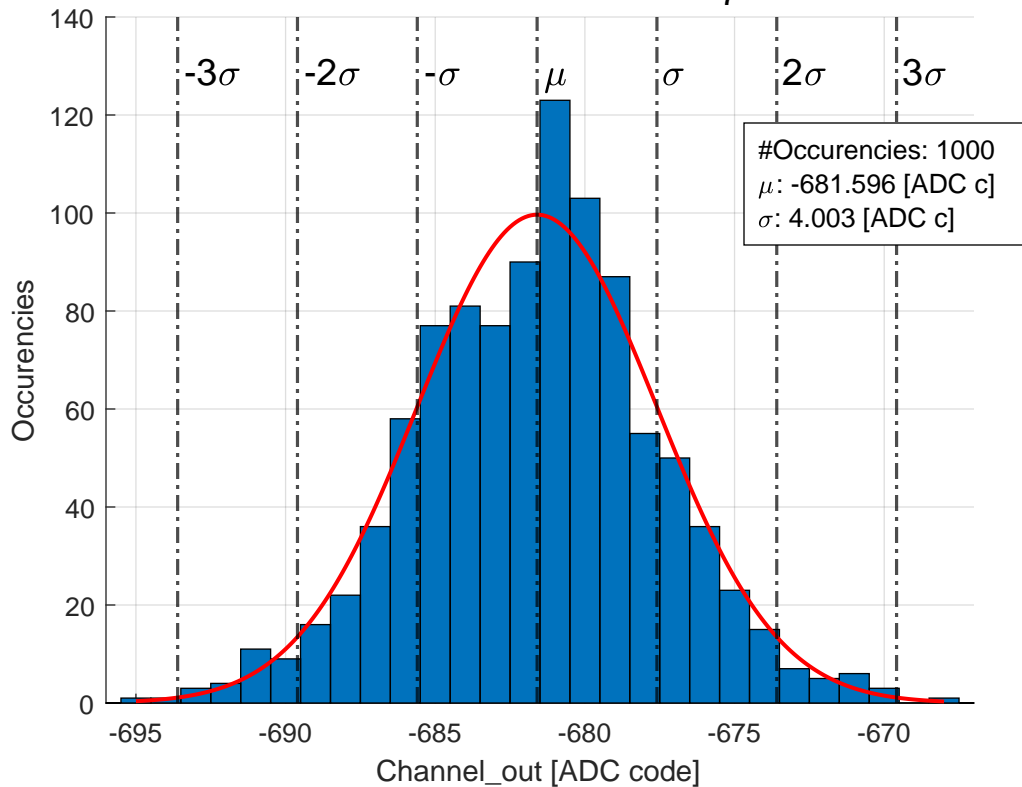 140
120
100
80
60
40
20
0
-3σ
-2σ
-σ
μ
σ
2σ
3σ
#Occurencies: 1000
μ: -681.596 [ADC c]
σ: 4.003 [ADC c]
Occurencies
-695
-690
-685
-680
-675
-670
Channel_out [ADC code]